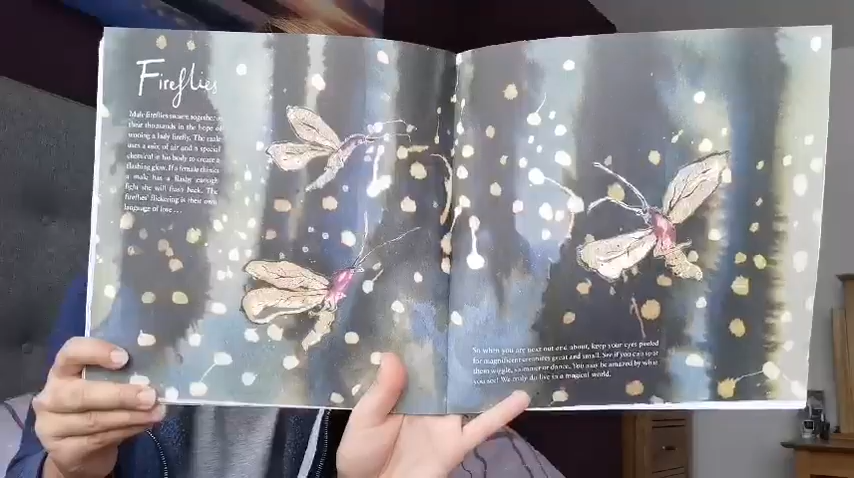 Fireflies
Male fireflies swarm together in
their thousands in the hope of
wooing a lady firefly. The male
uses a mix of air and a special
chemical in his body to create a
flashing glow. If a female thinks
a male has a flashy enough
light she will flash back. The
fireflies' flickering is their own
language of love . . .
So when you are next out and about, keep your eyes peeled
for magnificent creatures great and small. See if you can spot
them wiggle, shimmer or dance. You may be amazed by what
you see! We really do live in a magical world.